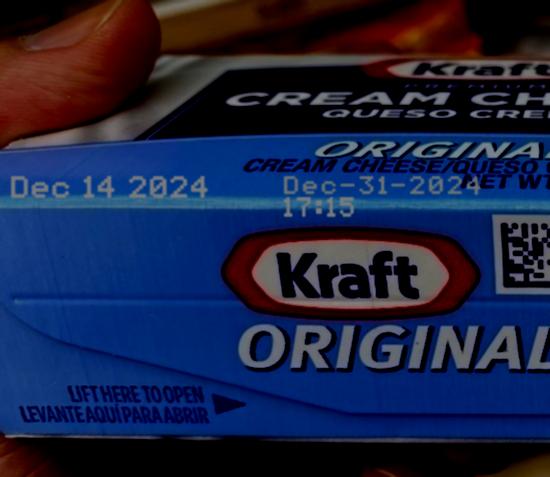 Kraft
CREAM CH
QUESO CRE
ORIGINA
CREAM CHEESE/QUESO
NET WT
Dec 14 2024
Dec-31-2024
17:15
Kraft
ORIGINAL
LIFT HERE TO OPEN
LEVANTE AQUÍ PARA ABRIR